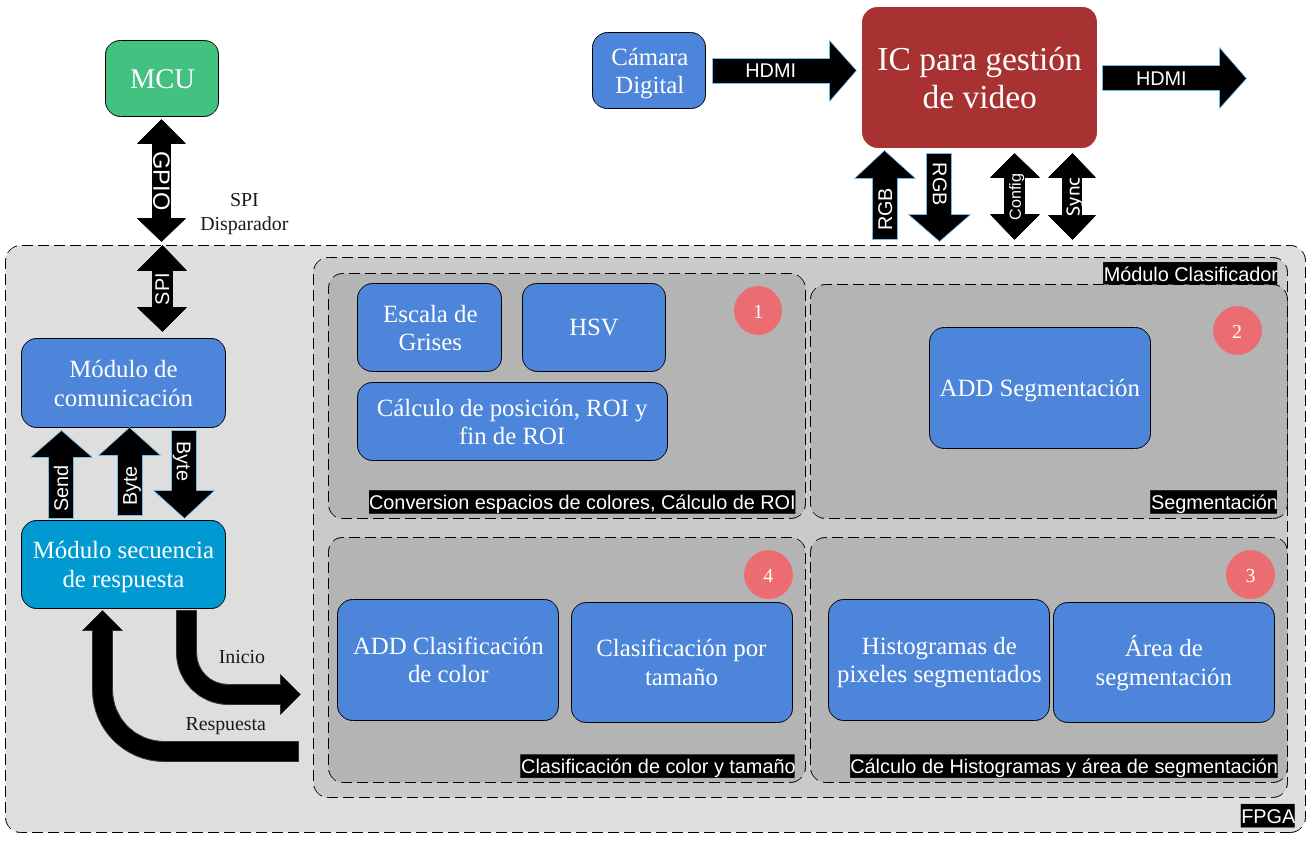 MCU
Cámara
Digital
HDMI
IC para gestión
de video
HDMI
GPIO
SPI
Disparador
RGB
RGB
Config
Sync
SPI
Módulo de
comunicación
Send
Byte
Byte
Módulo secuencia
de respuesta
Inicio
Respuesta
Módulo Clasificador
Escala de
Grises
HSV
1
Cálculo de posición, ROI y
fin de ROI
Conversion espacios de colores, Cálculo de ROI
2
ADD Segmentación
Segmentación
4
ADD Clasificación
de color
Clasificación por
tamaño
Clasificación de color y tamaño
3
Histogramas de
pixeles segmentados
Área de
segmentación
Cálculo de Histogramas y área de segmentación
FPGA